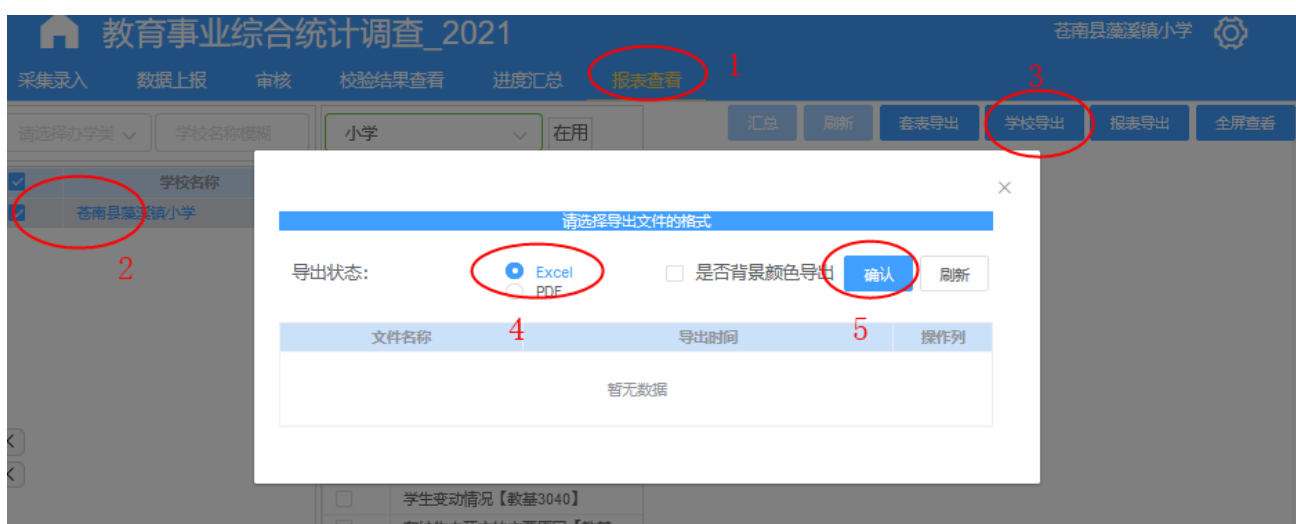 教育事业综合统计调查_2021
苍南县藻溪镇小学
采集录入 数据上报 审核 校验结果查看 进度汇总 报表查看 1
3
请选择办学类 学校名称模糊 小学 在用 汇总 刷新 套表导出 学校导出 报表导出 全屏查看
学校名称
苍南县藻溪镇小学
2
×
请选择导出文件的格式
导出状态: Excel 是否背景颜色导出 确认 刷新
PDF
4 5
文件名称 导出时间 操作列
暂无数据
学生变动情况【教基3040】